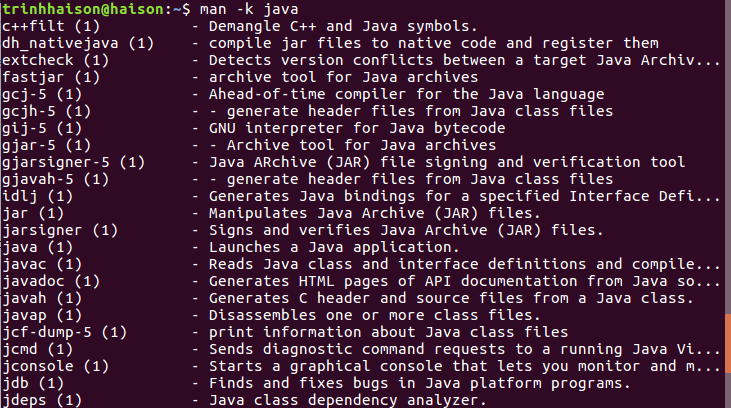 trinhhaison@haison:~$ man -k java
c++filt (1)          - Demangle C++ and Java symbols.
dh_nativejava (1)    - compile jar files to native code and register them
extcheck (1)         - Detects version conflicts between a target Java Archiv...
fastjar (1)          - archive tool for Java archives
gcj-5 (1)            - Ahead-of-time compiler for the Java language
gcjh-5 (1)           - - generate header files from Java class files
gij-5 (1)            - GNU interpreter for Java bytecode
gjar-5 (1)           - - Archive tool for Java archives
gjarsigner-5 (1)     - Java ARchive (JAR) file signing and verification tool
gjavah-5 (1)         - - generate header files from Java class files
idlj (1)             - Generates Java bindings for a specified Interface Defi...
jar (1)              - Manipulates Java Archive (JAR) files.
jarsigner (1)        - Signs and verifies Java Archive (JAR) files.
java (1)             - Launches a Java application.
javac (1)            - Reads Java class and interface definitions and compile...
javadoc (1)          - Generates HTML pages of API documentation from Java so...
javah (1)            - Generates C header and source files from a Java class.
javap (1)            - Disassembles one or more class files.
jcf-dump-5 (1)       - print information about Java class files
jcmd (1)             - Sends diagnostic command requests to a running Java Vi...
jconsole (1)         - Starts a graphical console that lets you monitor and m...
jdb (1)              - Finds and fixes bugs in Java platform programs.
jdeps (1)            - Java class dependency analyzer.